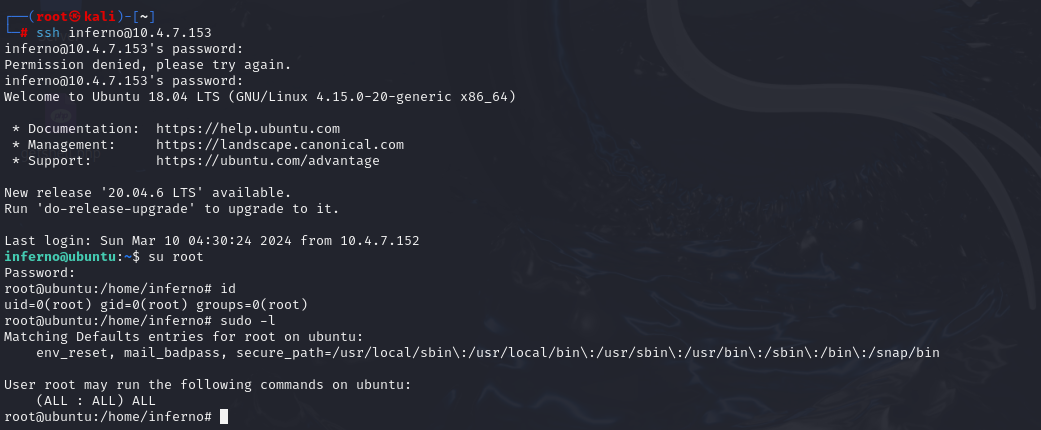 ┌──(root㉿kali)-[~]
└─# ssh inferno@10.4.7.153
inferno@10.4.7.153's password:
Permission denied, please try again.
inferno@10.4.7.153's password:
Welcome to Ubuntu 18.04 LTS (GNU/Linux 4.15.0-20-generic x86_64)

 * Documentation:  https://help.ubuntu.com
 * Management:     https://landscape.canonical.com
 * Support:        https://ubuntu.com/advantage

New release '20.04.6 LTS' available.
Run 'do-release-upgrade' to upgrade to it.

Last login: Sun Mar 10 04:30:24 2024 from 10.4.7.152
inferno@ubuntu:~$ su root
Password:
root@ubuntu:/home/inferno# id
uid=0(root) gid=0(root) groups=0(root)
root@ubuntu:/home/inferno# sudo -l
Matching Defaults entries for root on ubuntu:
    env_reset, mail_badpass, secure_path=/usr/local/sbin\:/usr/local/bin\:/usr/sbin\:/usr/bin\:/sbin\:/bin\:/snap/bin

User root may run the following commands on ubuntu:
    (ALL : ALL) ALL
root@ubuntu:/home/inferno#